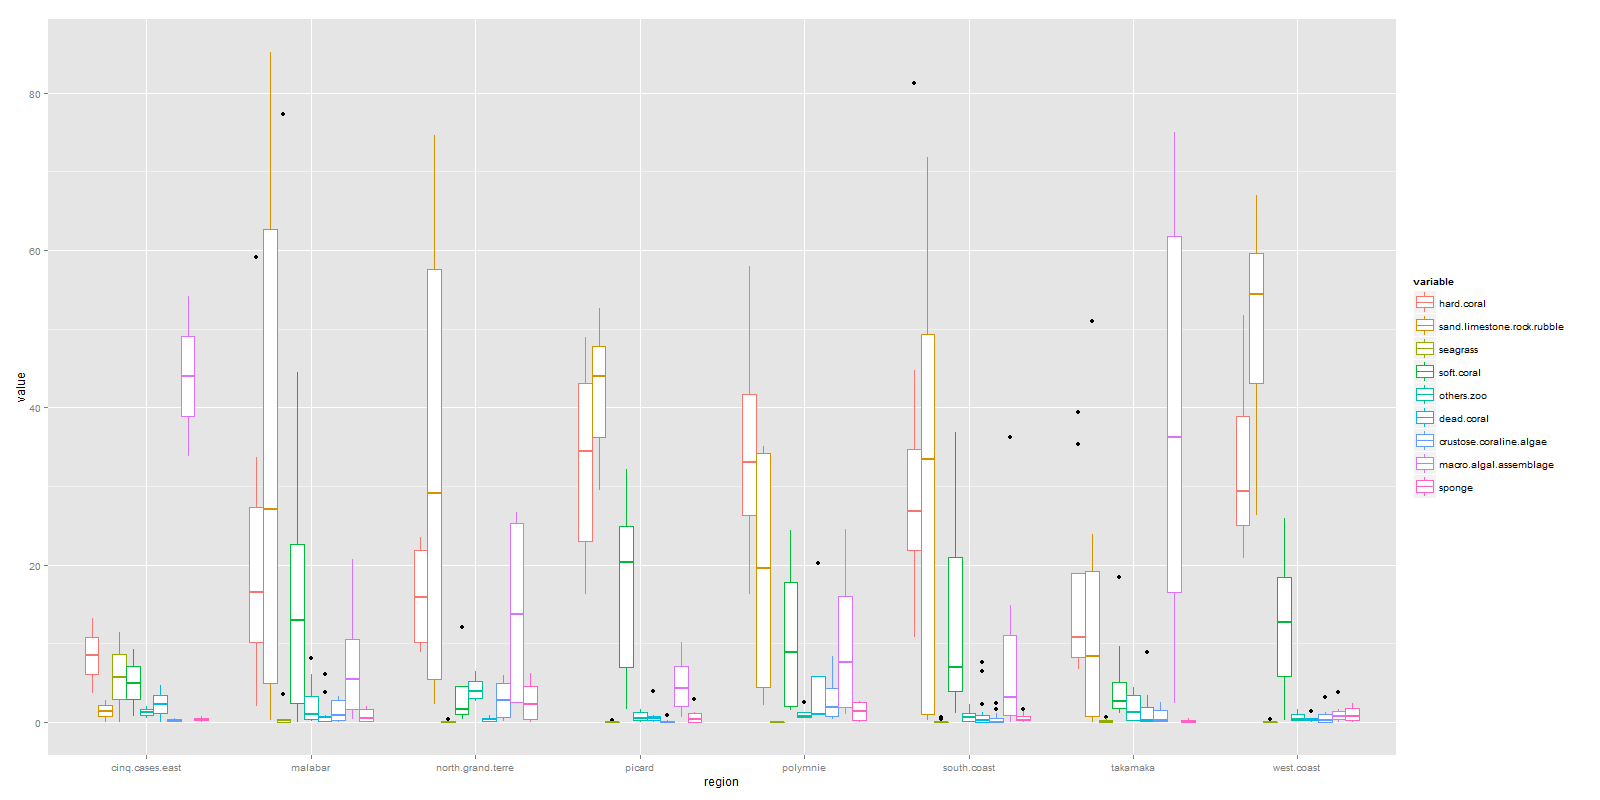 80
60
40
20
0
value
cinq.cases.east malabar north.grand.terre picard polymnie south.coast takamaka west.coast
region
variable
hard.coral
sand.limestone.rock.rubble
seagrass
soft.coral
others.zoo
dead.coral
crustose.coraline.algae
macro.algal.assemblage
sponge